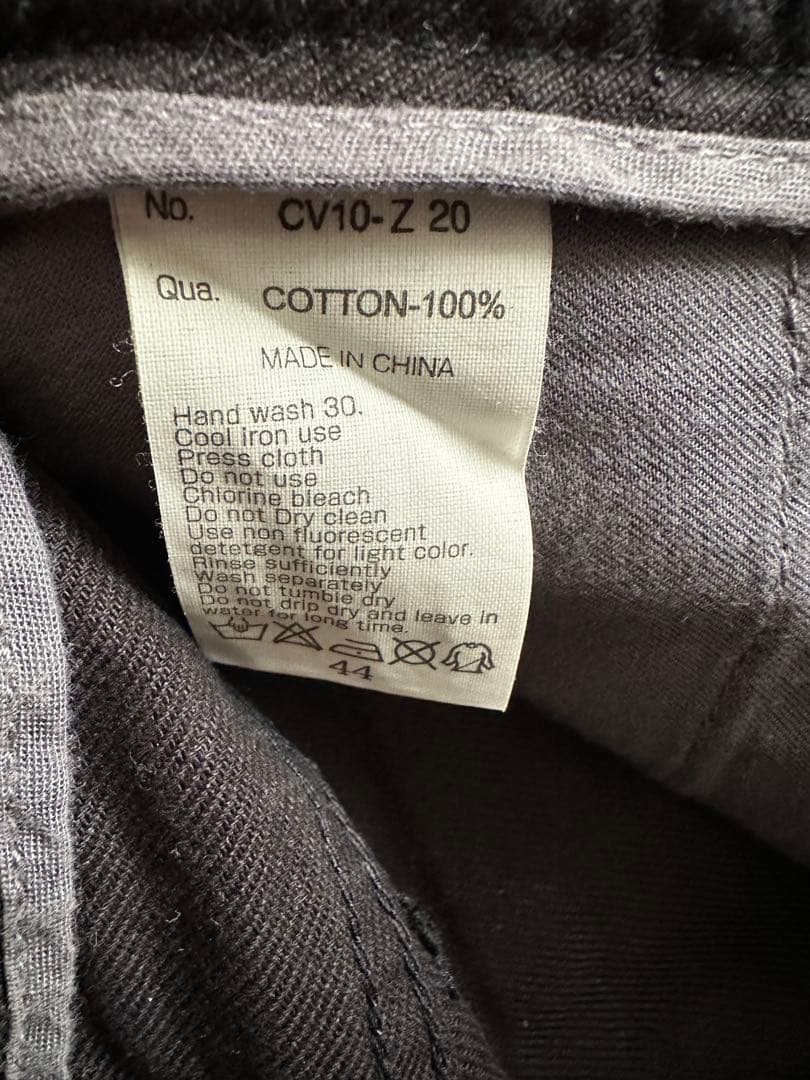 No. CV10-Z 20
Qua. COTTON-100%
MADE IN CHINA
Hand wash 30.
Cool iron use
Press cloth
Do not use
Chlorine bleach
Do not Dry clean
Use non fluorescent
detetgent for light color.
Rinse sufficiently
Wash separately
Do not tumble dry
Do not drip dry and leave in
water for long time.
44